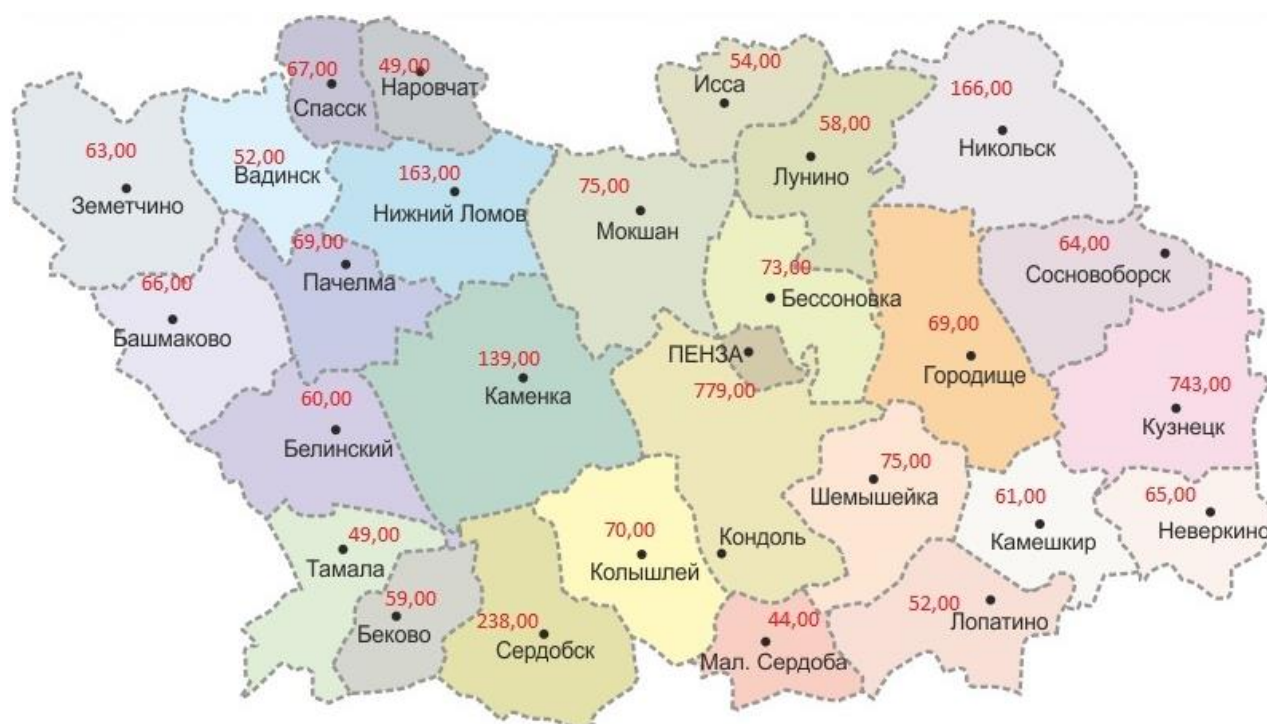 67,00
Спасск
49,00
Наровчат
54,00
Исса
166,00
Никольск
63,00
Земетчино
52,00
Вадинск
163,00
Нижний Ломов
75,00
Мокшан
58,00
Лунино
69,00
Пачелма
73,00
Бессоновка
64,00
Сосновоборск
66,00
Башмаково
139,00
Каменка
ПЕНЗА
779,00
69,00
Городище
743,00
Кузнецк
60,00
Белинский
75,00
Шемышейка
61,00
Камешкир
65,00
Неверкино
49,00
Тамала
70,00
Колышлей
Кондоль
59,00
Беково
238,00
Сердобск
44,00
Мал. Сердоба
52,00
Лопатино